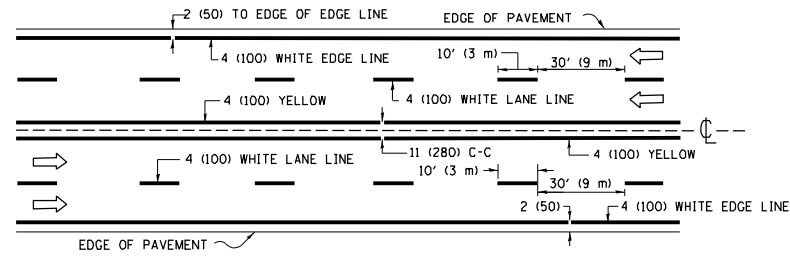 2 (50) TO EDGE OF EDGE LINE
EDGE OF PAVEMENT
4 (100) WHITE EDGE LINE
10' (3 m)
30' (9 m)
4 (100) YELLOW
4 (100) WHITE LANE LINE
CL
11 (280) C-C
4 (100) YELLOW
4 (100) WHITE LANE LINE
10' (3 m)
30' (9 m)
2 (50)
4 (100) WHITE EDGE LINE
EDGE OF PAVEMENT